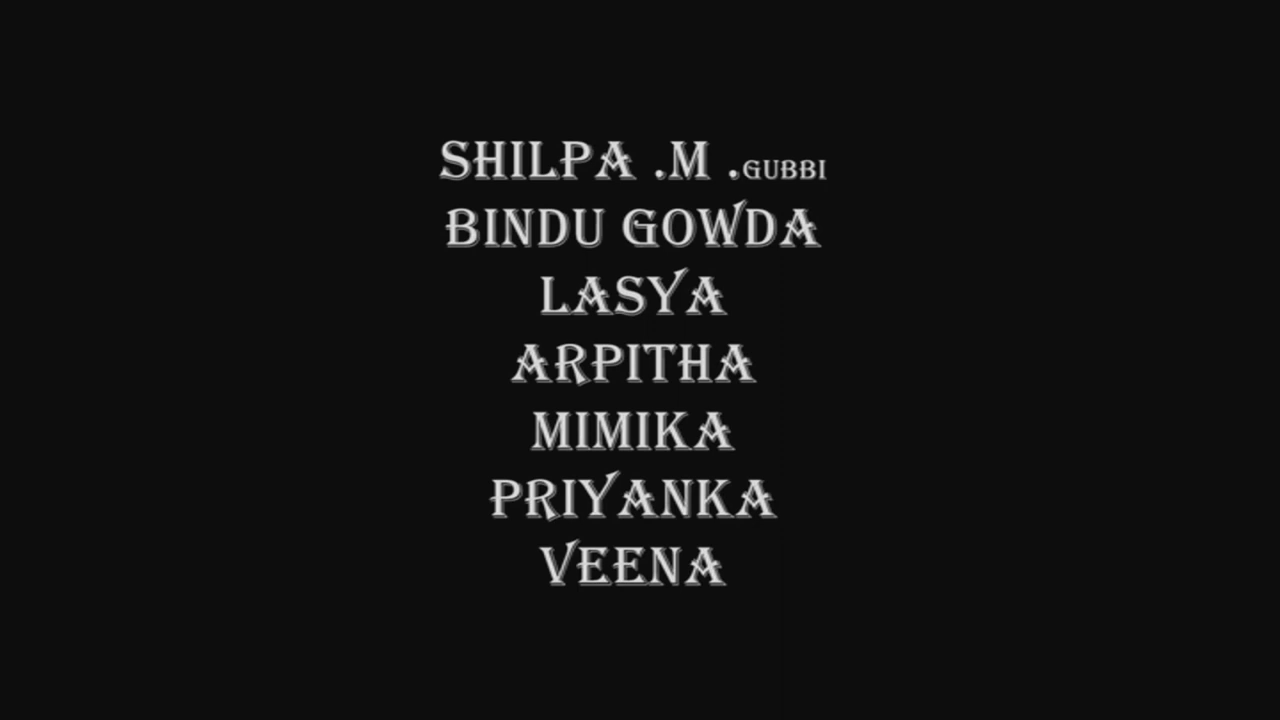 SHILPA .M .GUBBI
BINDU GOWDA
LASYA
ARPITHA
MIMIKA
PRIYANKA
VEENA